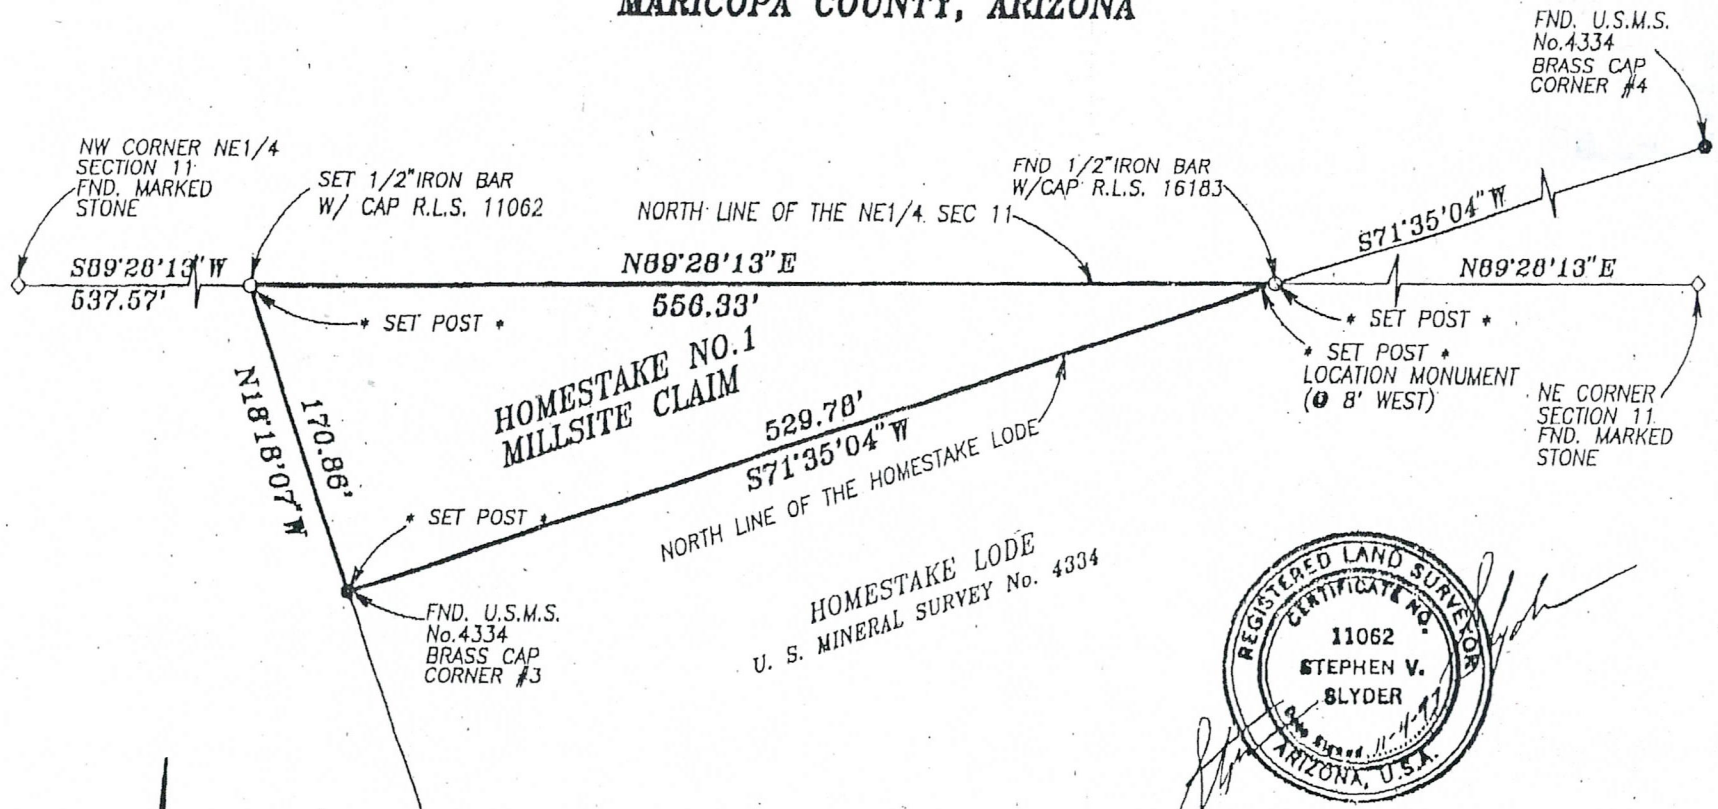 MARICOPA COUNTY, ARIZONA
FND. U.S.M.S.
No.4334
BRASS CAP
CORNER #4
NW CORNER NE1/4
SECTION 11
FND. MARKED
STONE
SET 1/2" IRON BAR
W/ CAP R.L.S. 11062
NORTH LINE OF THE NE1/4 SEC 11
FND 1/2" IRON BAR
W/CAP R.L.S. 16183
S71°35'04"W
S89°28'13"W
537.57'
N89°28'13"E
556.33'
N89°28'13"E
* SET POST *
* SET POST *
* SET POST *
LOCATION MONUMENT
(@ 8' WEST)
NE CORNER
SECTION 11
FND. MARKED
STONE
HOMESTAKE NO.1
MILLSITE CLAIM
N18°18'07"W
170.86'
529.78'
S71°35'04"W
NORTH LINE OF THE HOMESTAKE LODE
* SET POST *
FND. U.S.M.S.
No.4334
BRASS CAP
CORNER #3
HOMESTAKE LODE
U. S. MINERAL SURVEY No. 4334
REGISTERED LAND SURVEYOR
CERTIFICATE NO.
11062
STEPHEN V.
SLYDER
Date Signed
ARIZONA, U.S.A.